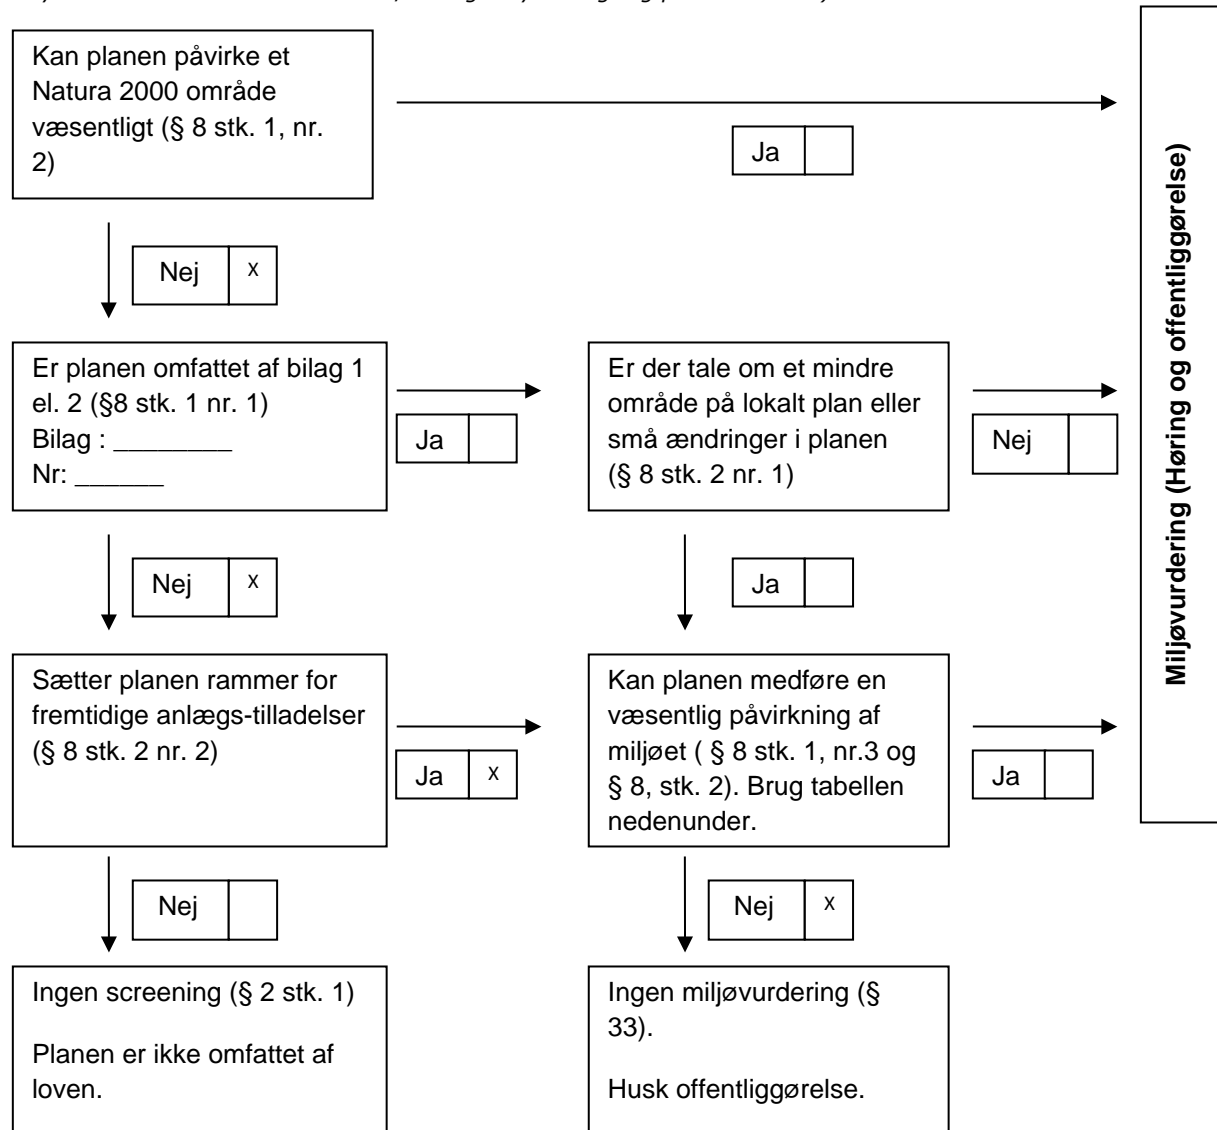 Kan planen påvirke et
Natura 2000 område
væsentligt (§ 8 stk. 1, nr.
2)
Ja
Nej x
Er planen omfattet af bilag 1
el. 2 (§8 stk. 1 nr. 1)
Bilag : ________
Nr: ______
Ja
Er der tale om et mindre
område på lokalt plan eller
små ændringer i planen
(§ 8 stk. 2 nr. 1)
Nej
Nej x
Ja
Sætter planen rammer for
fremtidige anlægs-tilladelser
(§ 8 stk. 2 nr. 2)
Ja x
Kan planen medføre en
væsentlig påvirkning af
miljøet ( § 8 stk. 1, nr.3 og
§ 8, stk. 2). Brug tabellen
nedenunder.
Ja
Nej
Nej x
Ingen screening (§ 2 stk. 1)
Planen er ikke omfattet af
loven.
Ingen miljøvurdering (§
33).
Husk offentliggørelse.
Miljøvurdering (Høring og offentliggørelse)